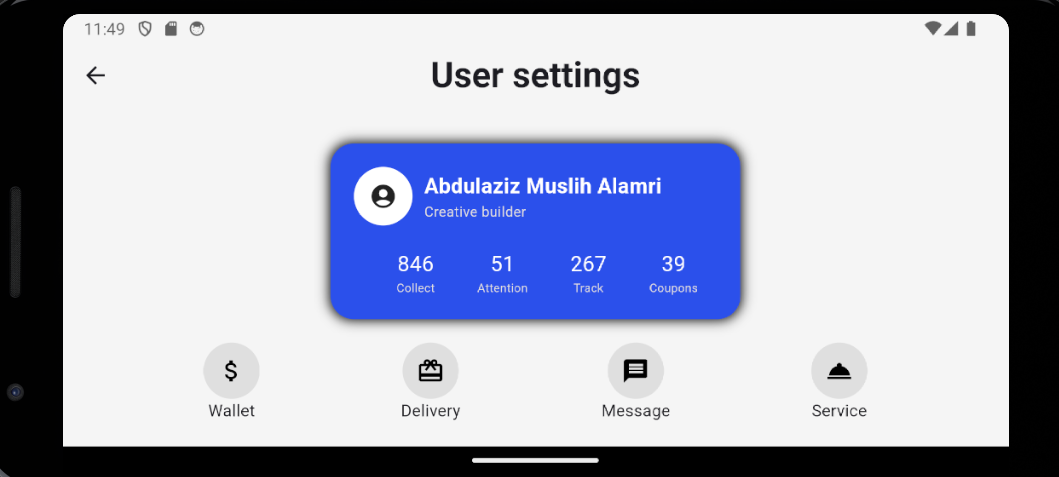 11:49
User settings
Abdulaziz Muslih Alamri
Creative builder
846 51 267 39
Collect Attention Track Coupons
$
Wallet Delivery Message Service